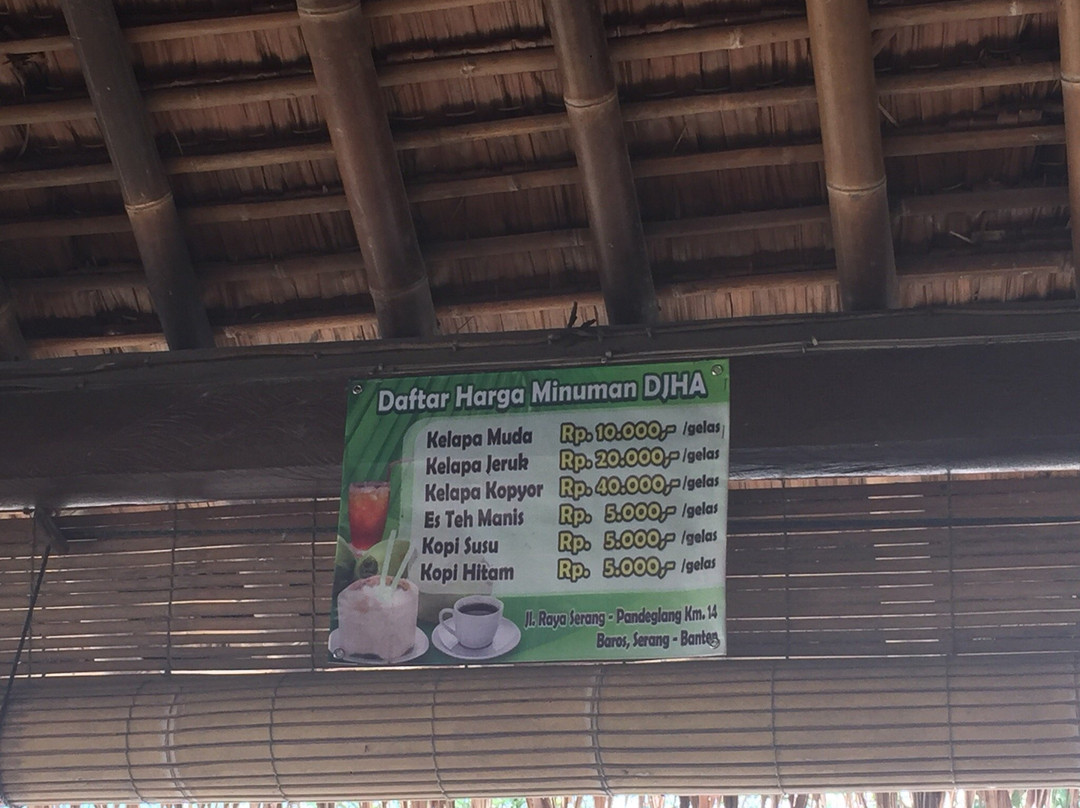 Daftar Harga Minuman DJHA
Kelapa Muda Rp. 10.000,- /gelas
Kelapa Jeruk Rp. 20.000,- /gelas
Kelapa Kopyor Rp. 40.000,- /gelas
Es Teh Manis Rp. 5.000,- /gelas
Kopi Susu Rp. 5.000,- /gelas
Kopi Hitam Rp. 5.000,- /gelas
Jl. Raya Serang - Pandeglang Km. 14
Baros, Serang - Banten